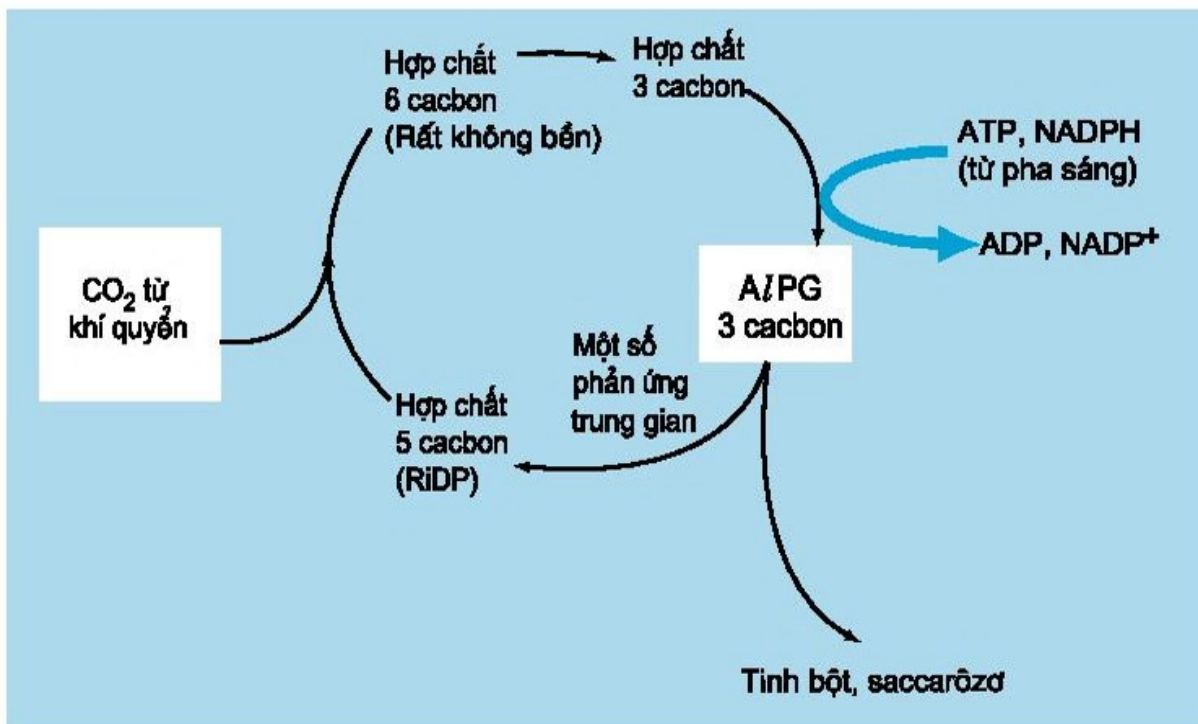 Hợp chất
6 cacbon
(Rất không bền)
Hợp chất
3 cacbon
ATP, NADPH
(từ pha sáng)
ADP, NADP+
CO2 từ
khí quyển
AlPG
3 cacbon
Một số
phản ứng
trung gian
Hợp chất
5 cacbon
(RiDP)
Tinh bột, saccarôzơ